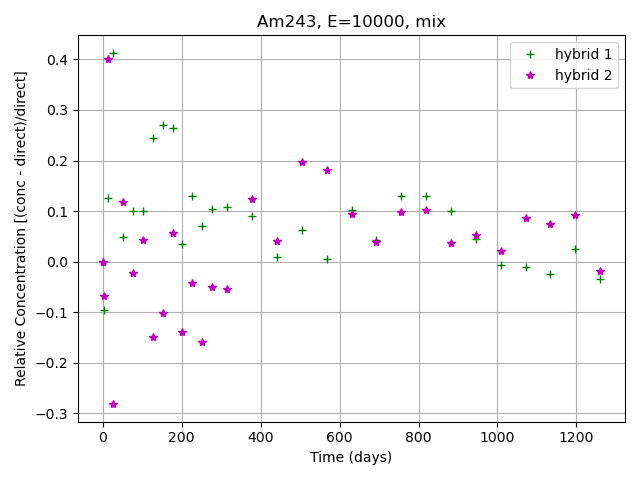 Am243, E=10000, mix
Relative Concentration [(conc - direct)/direct]
0.4
0.3
0.2
0.1
0.0
−0.1
−0.2
−0.3
hybrid 1
hybrid 2
0 200 400 600 800 1000 1200
Time (days)